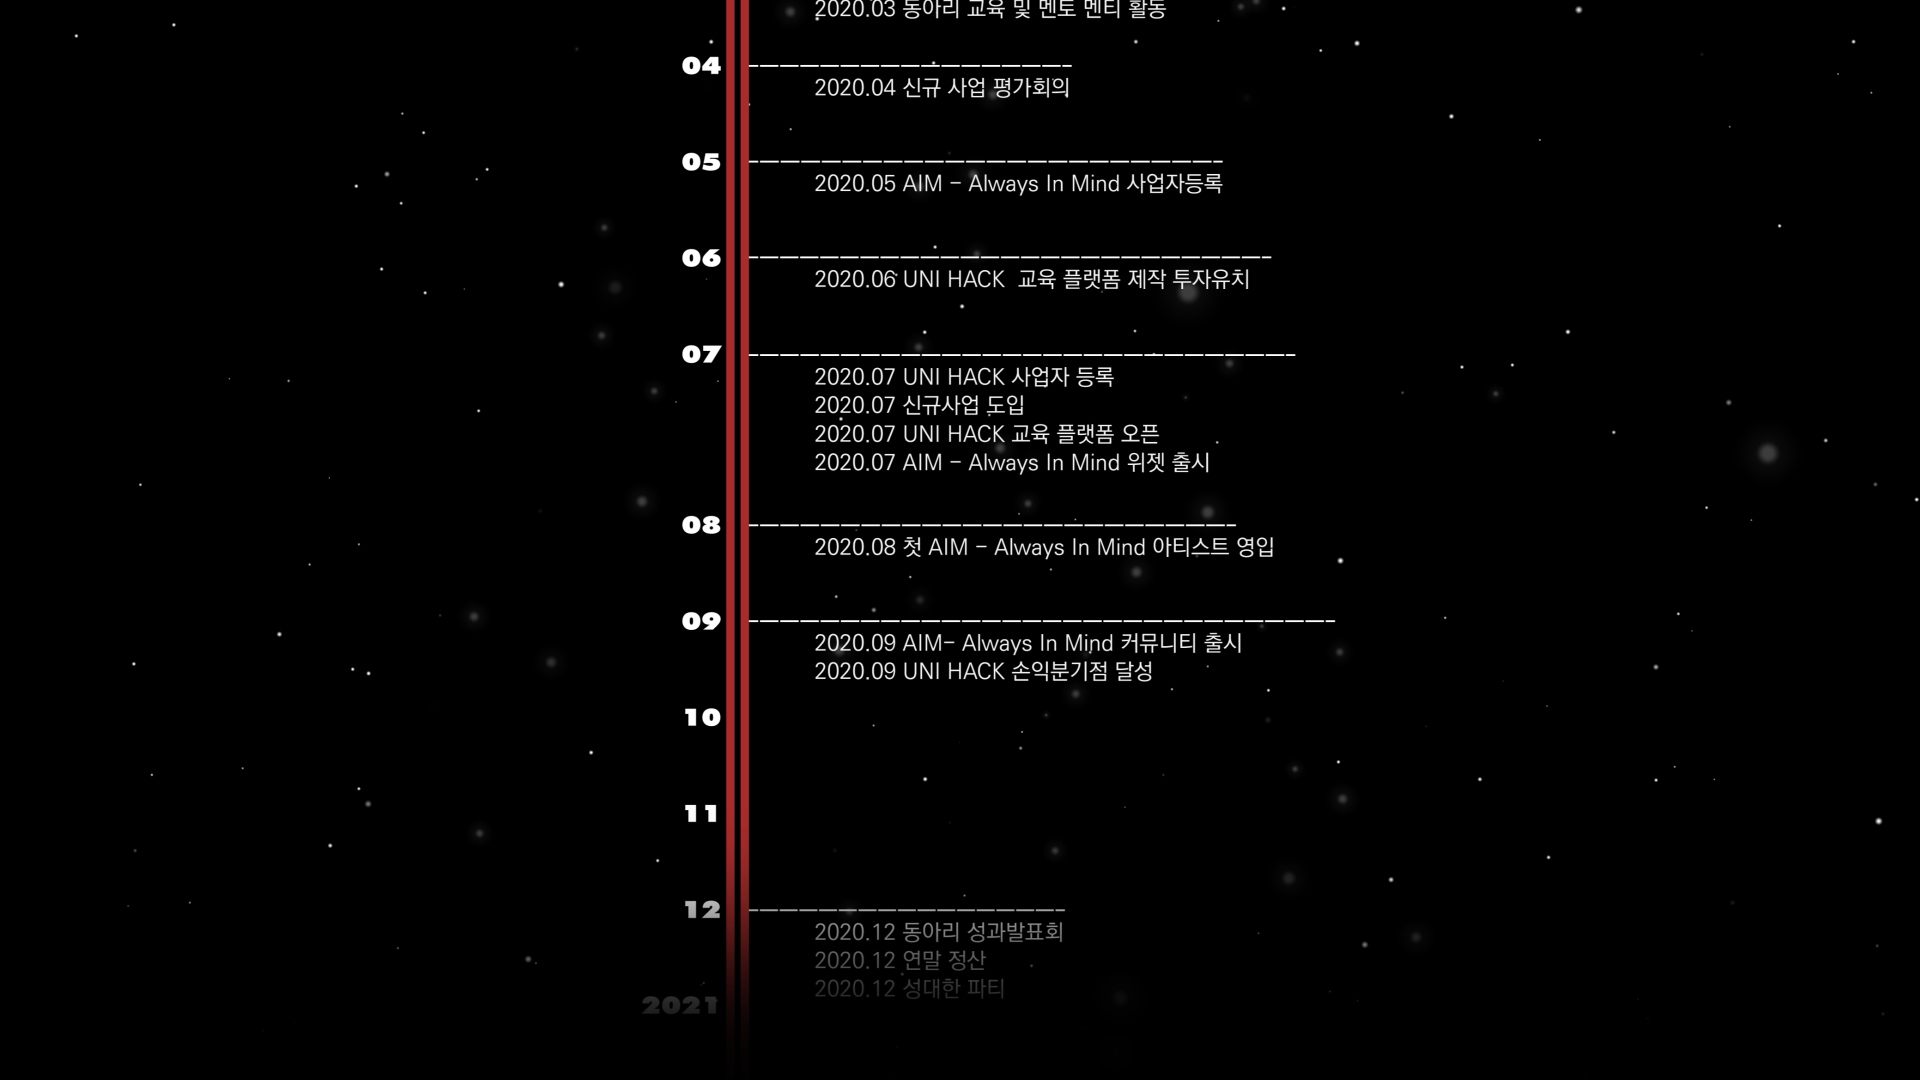 2020.03 동아리 교육 및 멘토 멘티 활동
04
2020.04 신규 사업 평가회의
05
2020.05 AIM - Always In Mind 사업자등록
06
2020.06 UNI HACK 교육 플랫폼 제작 투자유치
07
2020.07 UNI HACK 사업자 등록
2020.07 신규사업 도입
2020.07 UNI HACK 교육 플랫폼 오픈
2020.07 AIM - Always In Mind 위젯 출시
08
2020.08 첫 AIM - Always In Mind 아티스트 영입
09
2020.09 AIM- Always In Mind 커뮤니티 출시
2020.09 UNI HACK 손익분기점 달성
10
11
12
2020.12 동아리 성과발표회
2020.12 연말 정산
2020.12 성대한 파티
2021